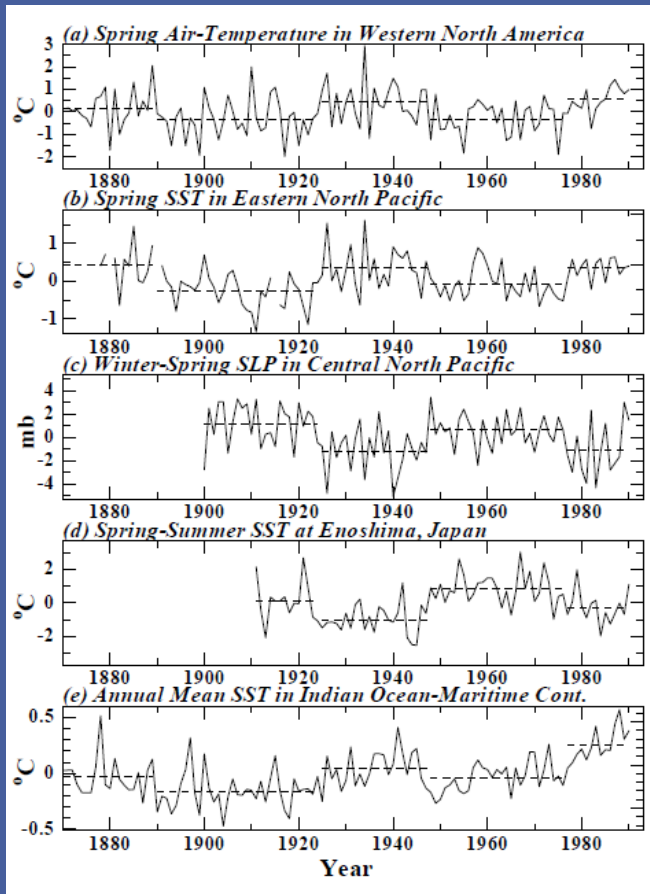 (a) Spring Air-Temperature in Western North America
3
2
1
0
-1
-2
°C
1880 1900 1920 1940 1960 1980
(b) Spring SST in Eastern North Pacific
1
0
-1
°C
1880 1900 1920 1940 1960 1980
(c) Winter-Spring SLP in Central North Pacific
4
2
0
-2
-4
mb
1880 1900 1920 1940 1960 1980
(d) Spring-Summer SST at Enoshima, Japan
2
0
-2
°C
1880 1900 1920 1940 1960 1980
(e) Annual Mean SST in Indian Ocean-Maritime Cont.
0.5
0
-0.5
°C
1880 1900 1920 1940 1960 1980
Year